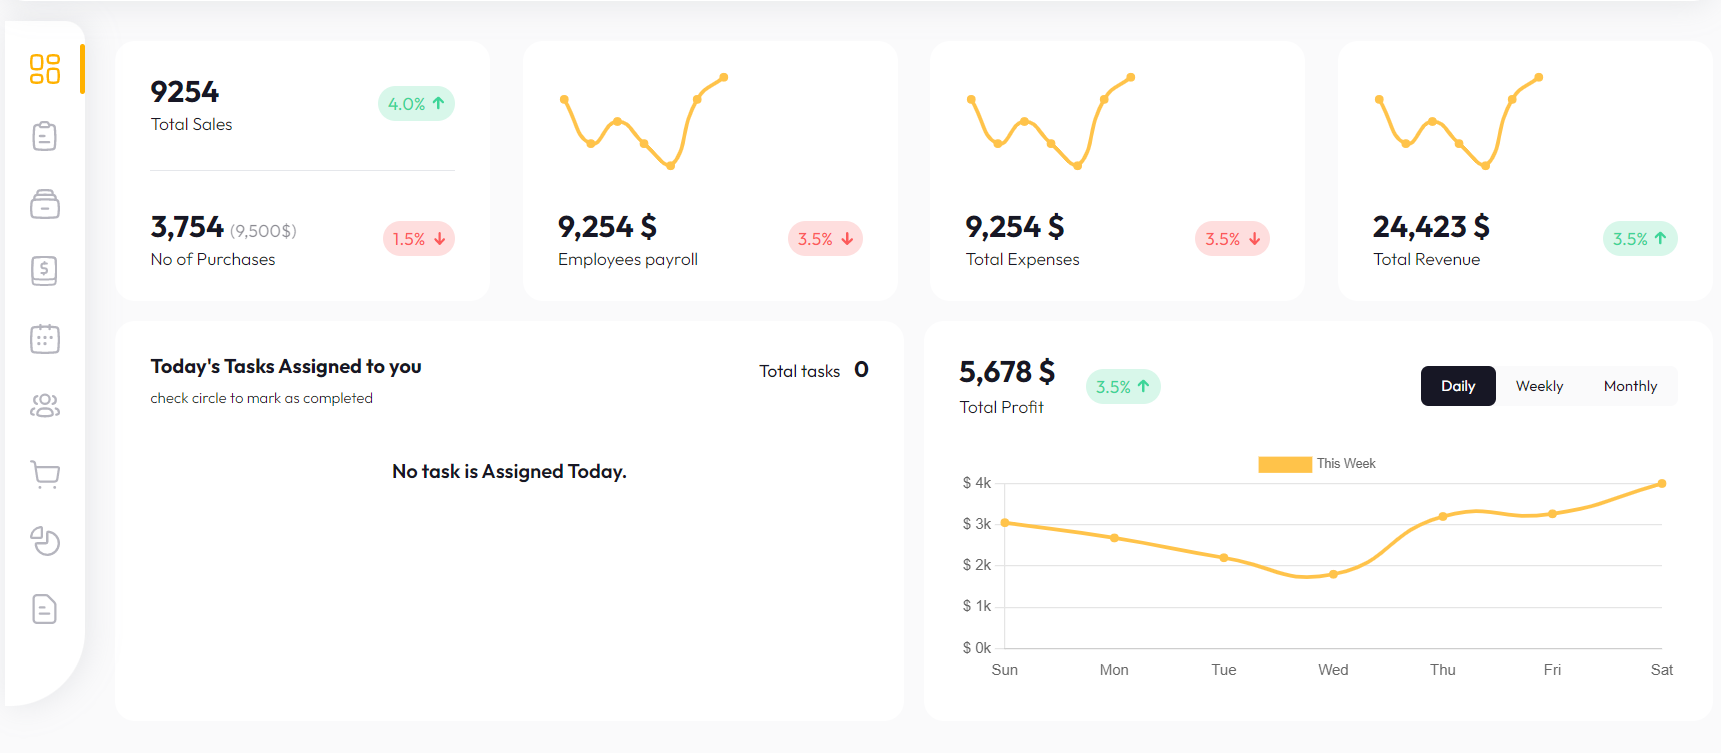 9254
Total Sales
4.0%
3,754 (9,500$)
No of Purchases
1.5%
9,254 $
Employees payroll
3.5%
9,254 $
Total Expenses
3.5%
24,423 $
Total Revenue
3.5%
Today's Tasks Assigned to you
check circle to mark as completed
Total tasks 0
No task is Assigned Today.
5,678 $
Total Profit
3.5%
Daily Weekly Monthly
This Week
$ 4k
$ 3k
$ 2k
$ 1k
$ 0k
Sun Mon Tue Wed Thu Fri Sat